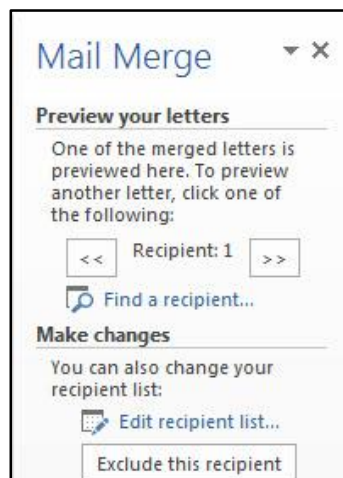 Mail Merge
Preview your letters
One of the merged letters is
previewed here. To preview
another letter, click one of
the following:
<< Recipient: 1 >>
Find a recipient...
Make changes
You can also change your
recipient list:
Edit recipient list...
Exclude this recipient